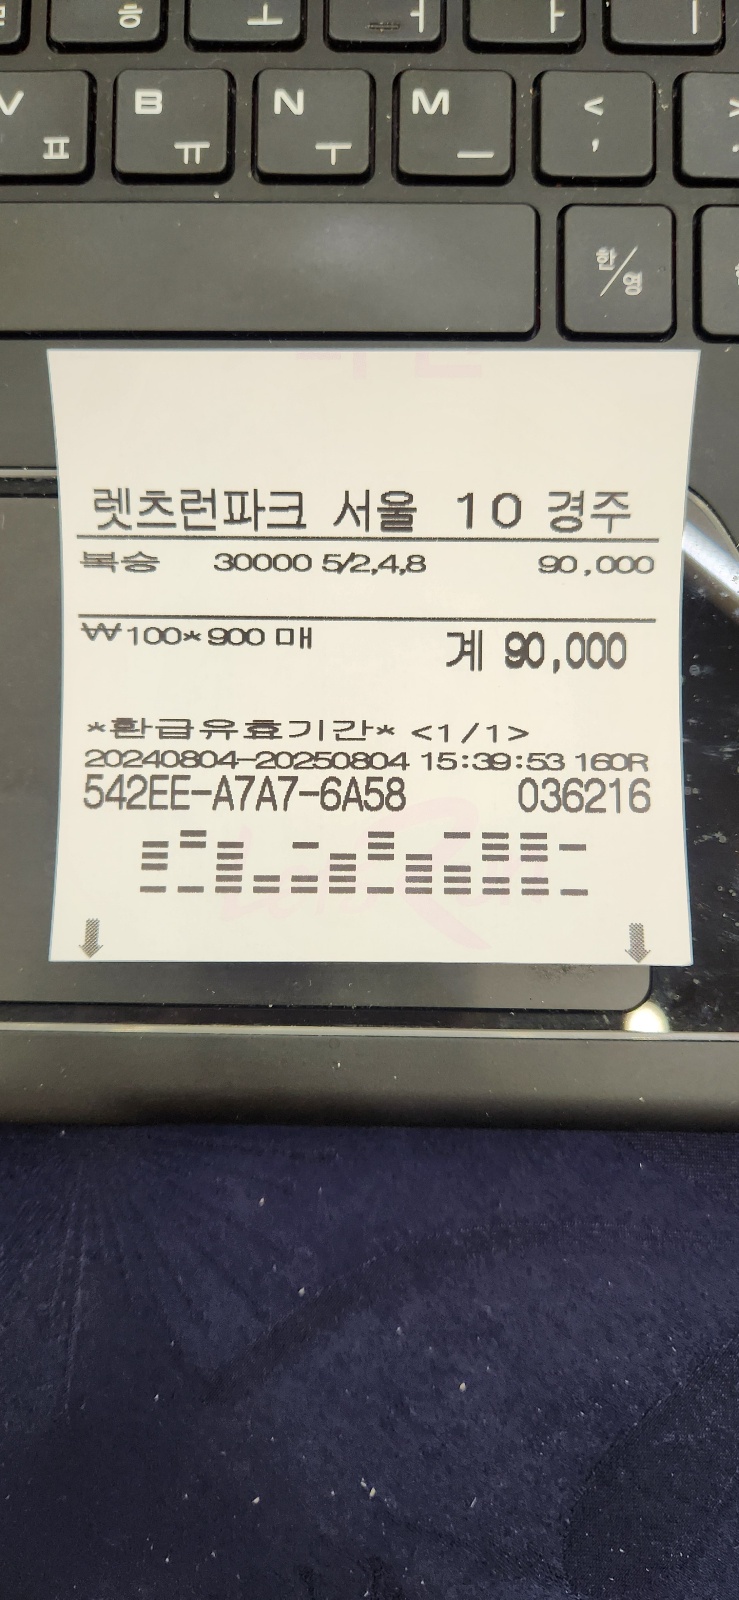 ㅎ ㅗ ㅓ ㅏ ㅣ
V ㅍ B ㅠ N ㅜ M ㅡ < ,
한/영
렛츠런파크 서울 10 경주
복승 30000 5/2,4,8 90,000
₩100*900 매 계 90,000
*환급유효기간* <1/1>
20240804-20250804 15:39:53 160R
542EE-A7A7-6A58 036216